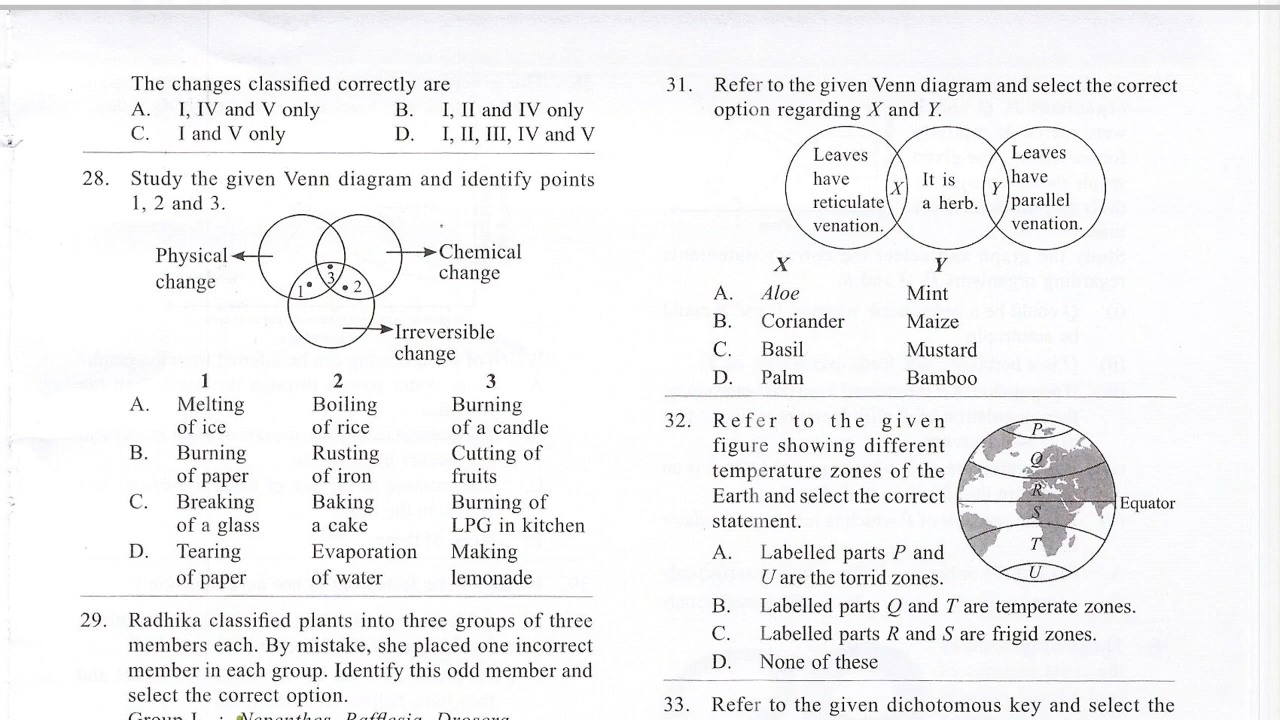 The changes classified correctly are
A. I, IV and V only B. I, II and IV only
C. I and V only D. I, II, III, IV and V
28. Study the given Venn diagram and identify points
1, 2 and 3.
Physical
change
Chemical
change
1 3 2
Irreversible
change
1 2 3
A. Melting Boiling Burning
of ice of rice of a candle
B. Burning Rusting Cutting of
of paper of iron fruits
C. Breaking Baking Burning of
of a glass a cake LPG in kitchen
D. Tearing Evaporation Making
of paper of water lemonade
29. Radhika classified plants into three groups of three
members each. By mistake, she placed one incorrect
member in each group. Identify this odd member and
select the correct option.
Group I : Nepenthes, Rafflesia, Drosera
31. Refer to the given Venn diagram and select the correct
option regarding X and Y.
Leaves
have
reticulate
venation.
X
It is
a herb.
Y
Leaves
have
parallel
venation.
X Y
A. Aloe Mint
B. Coriander Maize
C. Basil Mustard
D. Palm Bamboo
32. Refer to the given
figure showing different
temperature zones of the
Earth and select the correct
statement.
P
Q
R
Equator
S
T
U
A. Labelled parts P and
U are the torrid zones.
B. Labelled parts Q and T are temperate zones.
C. Labelled parts R and S are frigid zones.
D. None of these
33. Refer to the given dichotomous key and select the